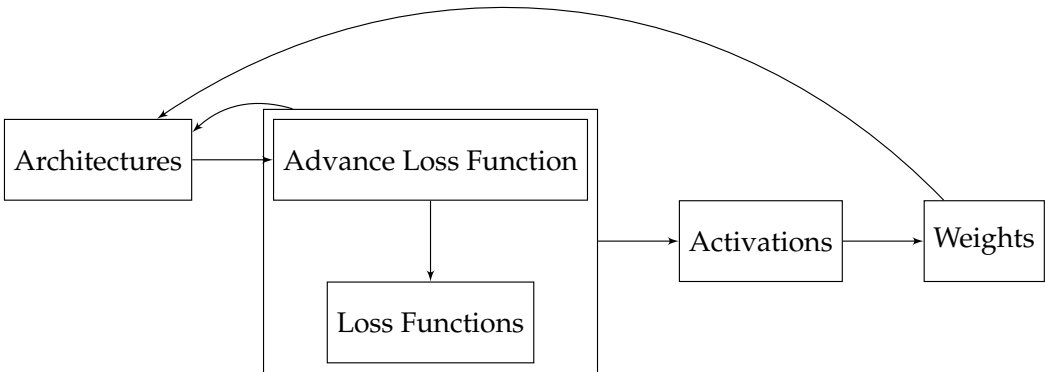 Architectures
Advance Loss Function
Loss Functions
Activations
Weights